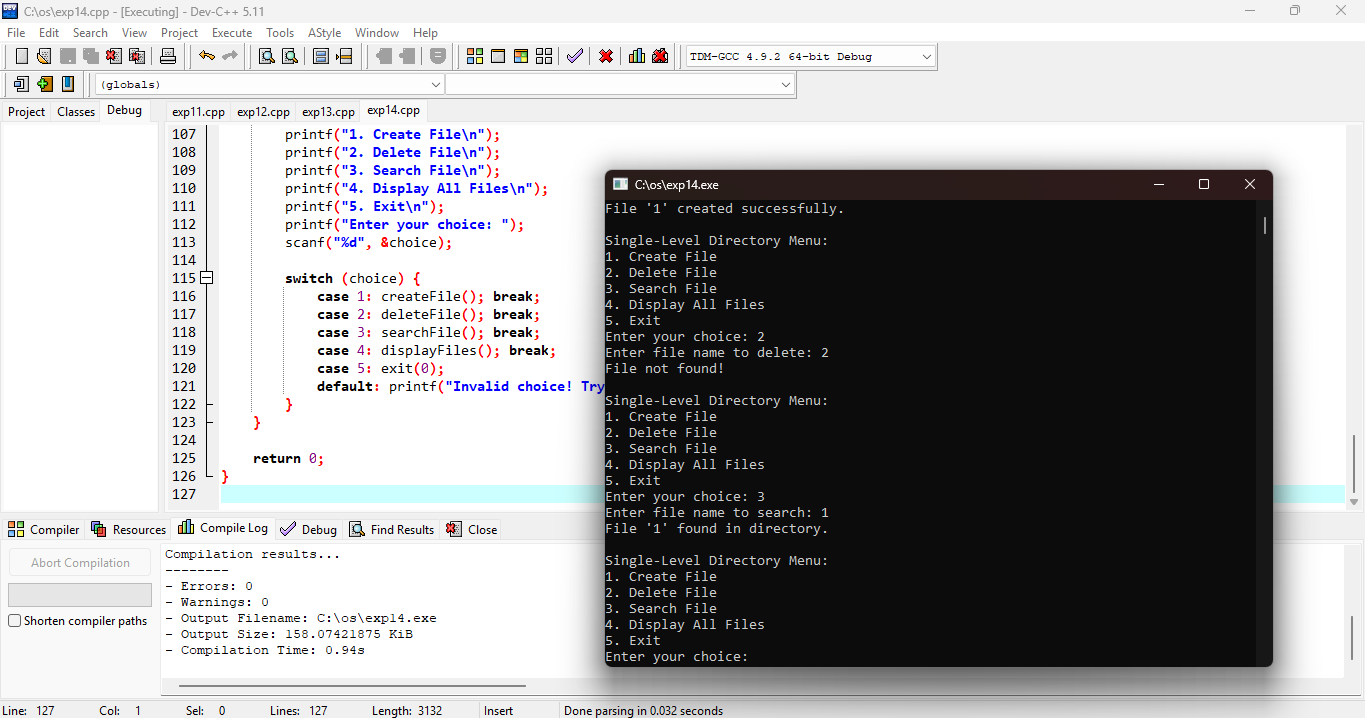 C:\os\exp14.cpp - [Executing] - Dev-C++ 5.11
File Edit Search View Project Execute Tools AStyle Window Help
TDM-GCC 4.9.2 64-bit Debug
(globals)
Project Classes Debug
exp11.cpp exp12.cpp exp13.cpp exp14.cpp
107 printf("1. Create File\n");
108 printf("2. Delete File\n");
109 printf("3. Search File\n");
110 printf("4. Display All Files\n");
111 printf("5. Exit\n");
112 printf("Enter your choice: ");
113 scanf("%d", &choice);
114
115 switch (choice) {
116 case 1: createFile(); break;
117 case 2: deleteFile(); break;
118 case 3: searchFile(); break;
119 case 4: displayFiles(); break;
120 case 5: exit(0);
121 default: printf("Invalid choice! Try
122 }
123 }
124
125 return 0;
126 }
127
C:\os\exp14.exe
File '1' created successfully.
Single-Level Directory Menu:
1. Create File
2. Delete File
3. Search File
4. Display All Files
5. Exit
Enter your choice: 2
Enter file name to delete: 2
File not found!
Single-Level Directory Menu:
1. Create File
2. Delete File
3. Search File
4. Display All Files
5. Exit
Enter your choice: 3
Enter file name to search: 1
File '1' found in directory.
Single-Level Directory Menu:
1. Create File
2. Delete File
3. Search File
4. Display All Files
5. Exit
Enter your choice:
Compiler Resources Compile Log Debug Find Results Close
Abort Compilation
Shorten compiler paths
Compilation results...
--------
- Errors: 0
- Warnings: 0
- Output Filename: C:\os\exp14.exe
- Output Size: 158.07421875 KiB
- Compilation Time: 0.94s
Line: 127 Col: 1 Sel: 0 Lines: 127 Length: 3132 Insert Done parsing in 0.032 seconds